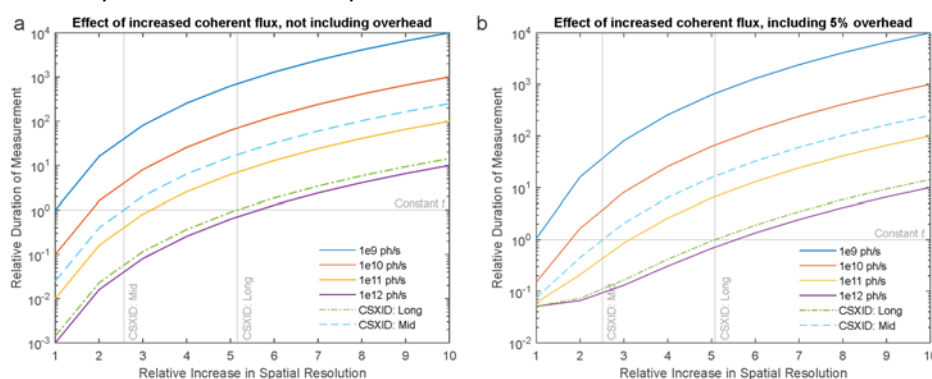 a
Effect of increased coherent flux, not including overhead
10^4
10^3
10^2
10^1
10^0
10^-1
10^-2
10^-3
Relative Duration of Measurement
Constant t
CSXID: Mid
CSXID: Long
1e9 ph/s
1e10 ph/s
1e11 ph/s
1e12 ph/s
CSXID: Long
CSXID: Mid
1 2 3 4 5 6 7 8 9 10
Relative Increase in Spatial Resolution
b
Effect of increased coherent flux, including 5% overhead
10^4
10^3
10^2
10^1
10^0
10^-1
10^-2
Relative Duration of Measurement
Constant t
CSXID: Mid
CSXID: Long
1e9 ph/s
1e10 ph/s
1e11 ph/s
1e12 ph/s
CSXID: Long
CSXID: Mid
1 2 3 4 5 6 7 8 9 10
Relative Increase in Spatial Resolution